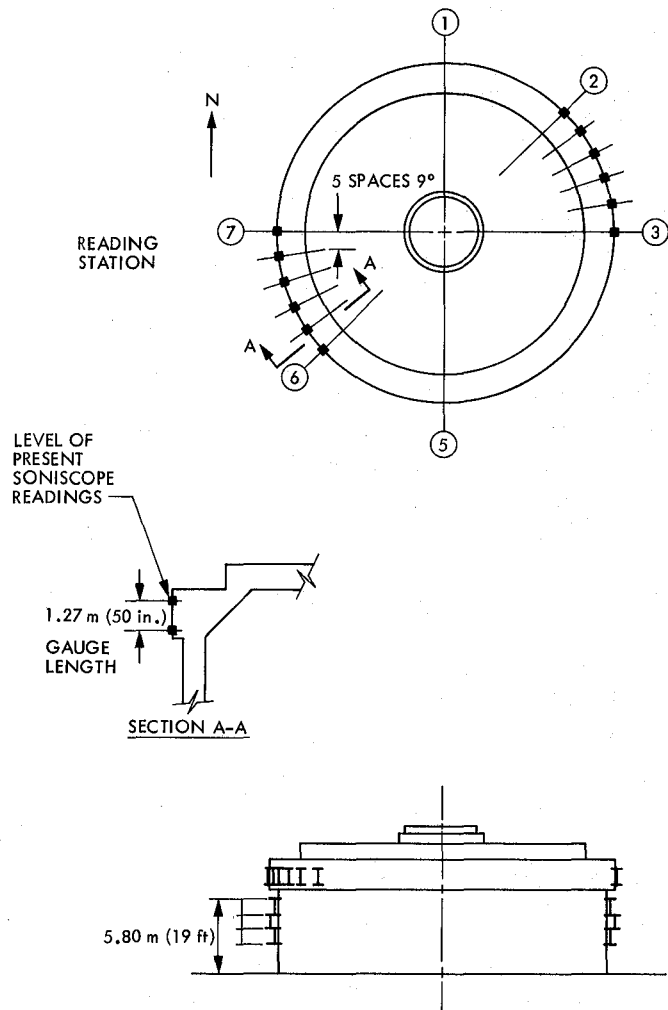 1
N
2
5 SPACES 9°
7
READING
STATION
3
A
A
6
5
LEVEL OF
PRESENT
SONISCOPE
READINGS
1.27 m (50 in.)
GAUGE
LENGTH
SECTION A-A
5.80 m (19 ft)